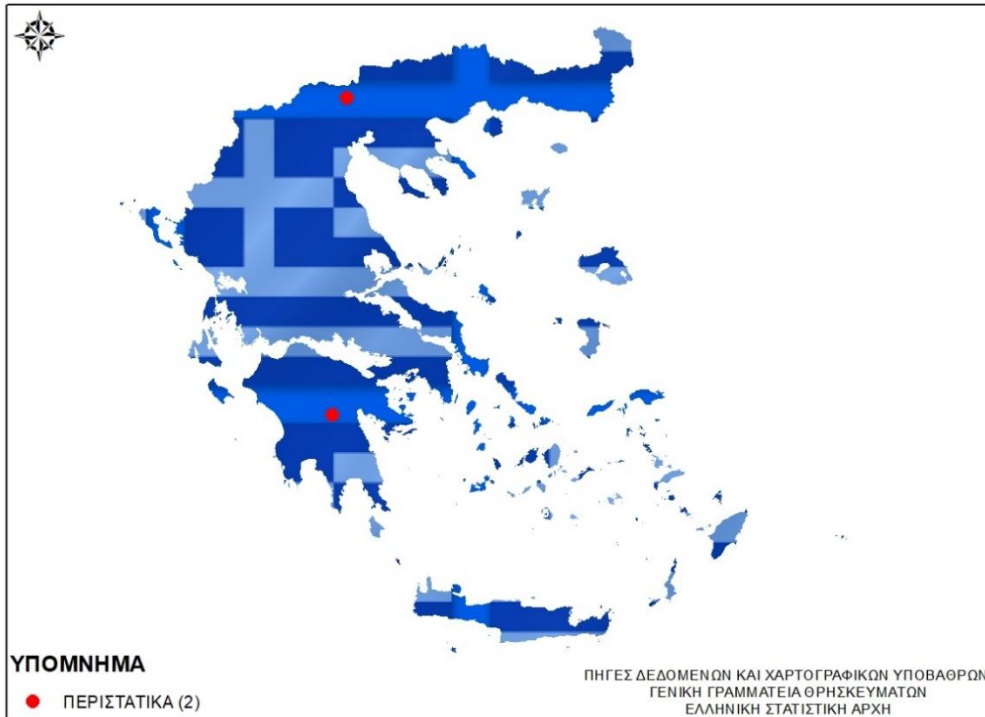 ΥΠΟΜΝΗΜΑ
ΠΕΡΙΣΤΑΤΙΚΑ (2)
ΠΗΓΕΣ ΔΕΔΟΜΕΝΩΝ ΚΑΙ ΧΑΡΤΟΓΡΑΦΙΚΩΝ ΥΠΟΒΑΘΡΩΝ
ΓΕΝΙΚΗ ΓΡΑΜΜΑΤΕΙΑ ΘΡΗΣΚΕΥΜΑΤΩΝ
ΕΛΛΗΝΙΚΗ ΣΤΑΤΙΣΤΙΚΗ ΑΡΧΗ